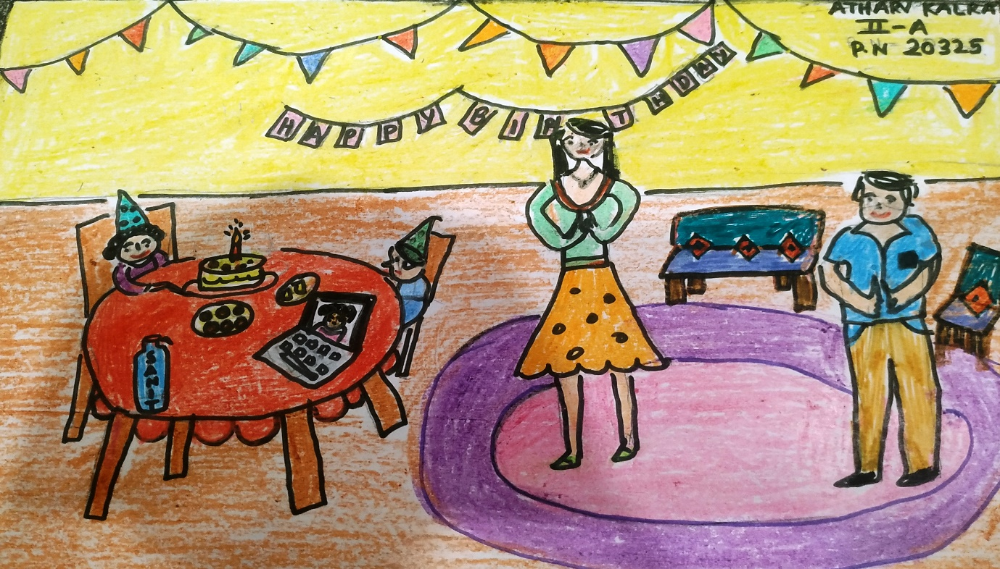 ATHARV KALRA
II-A
P.N 20325
HAPPY BIRTHDAY
SANIT